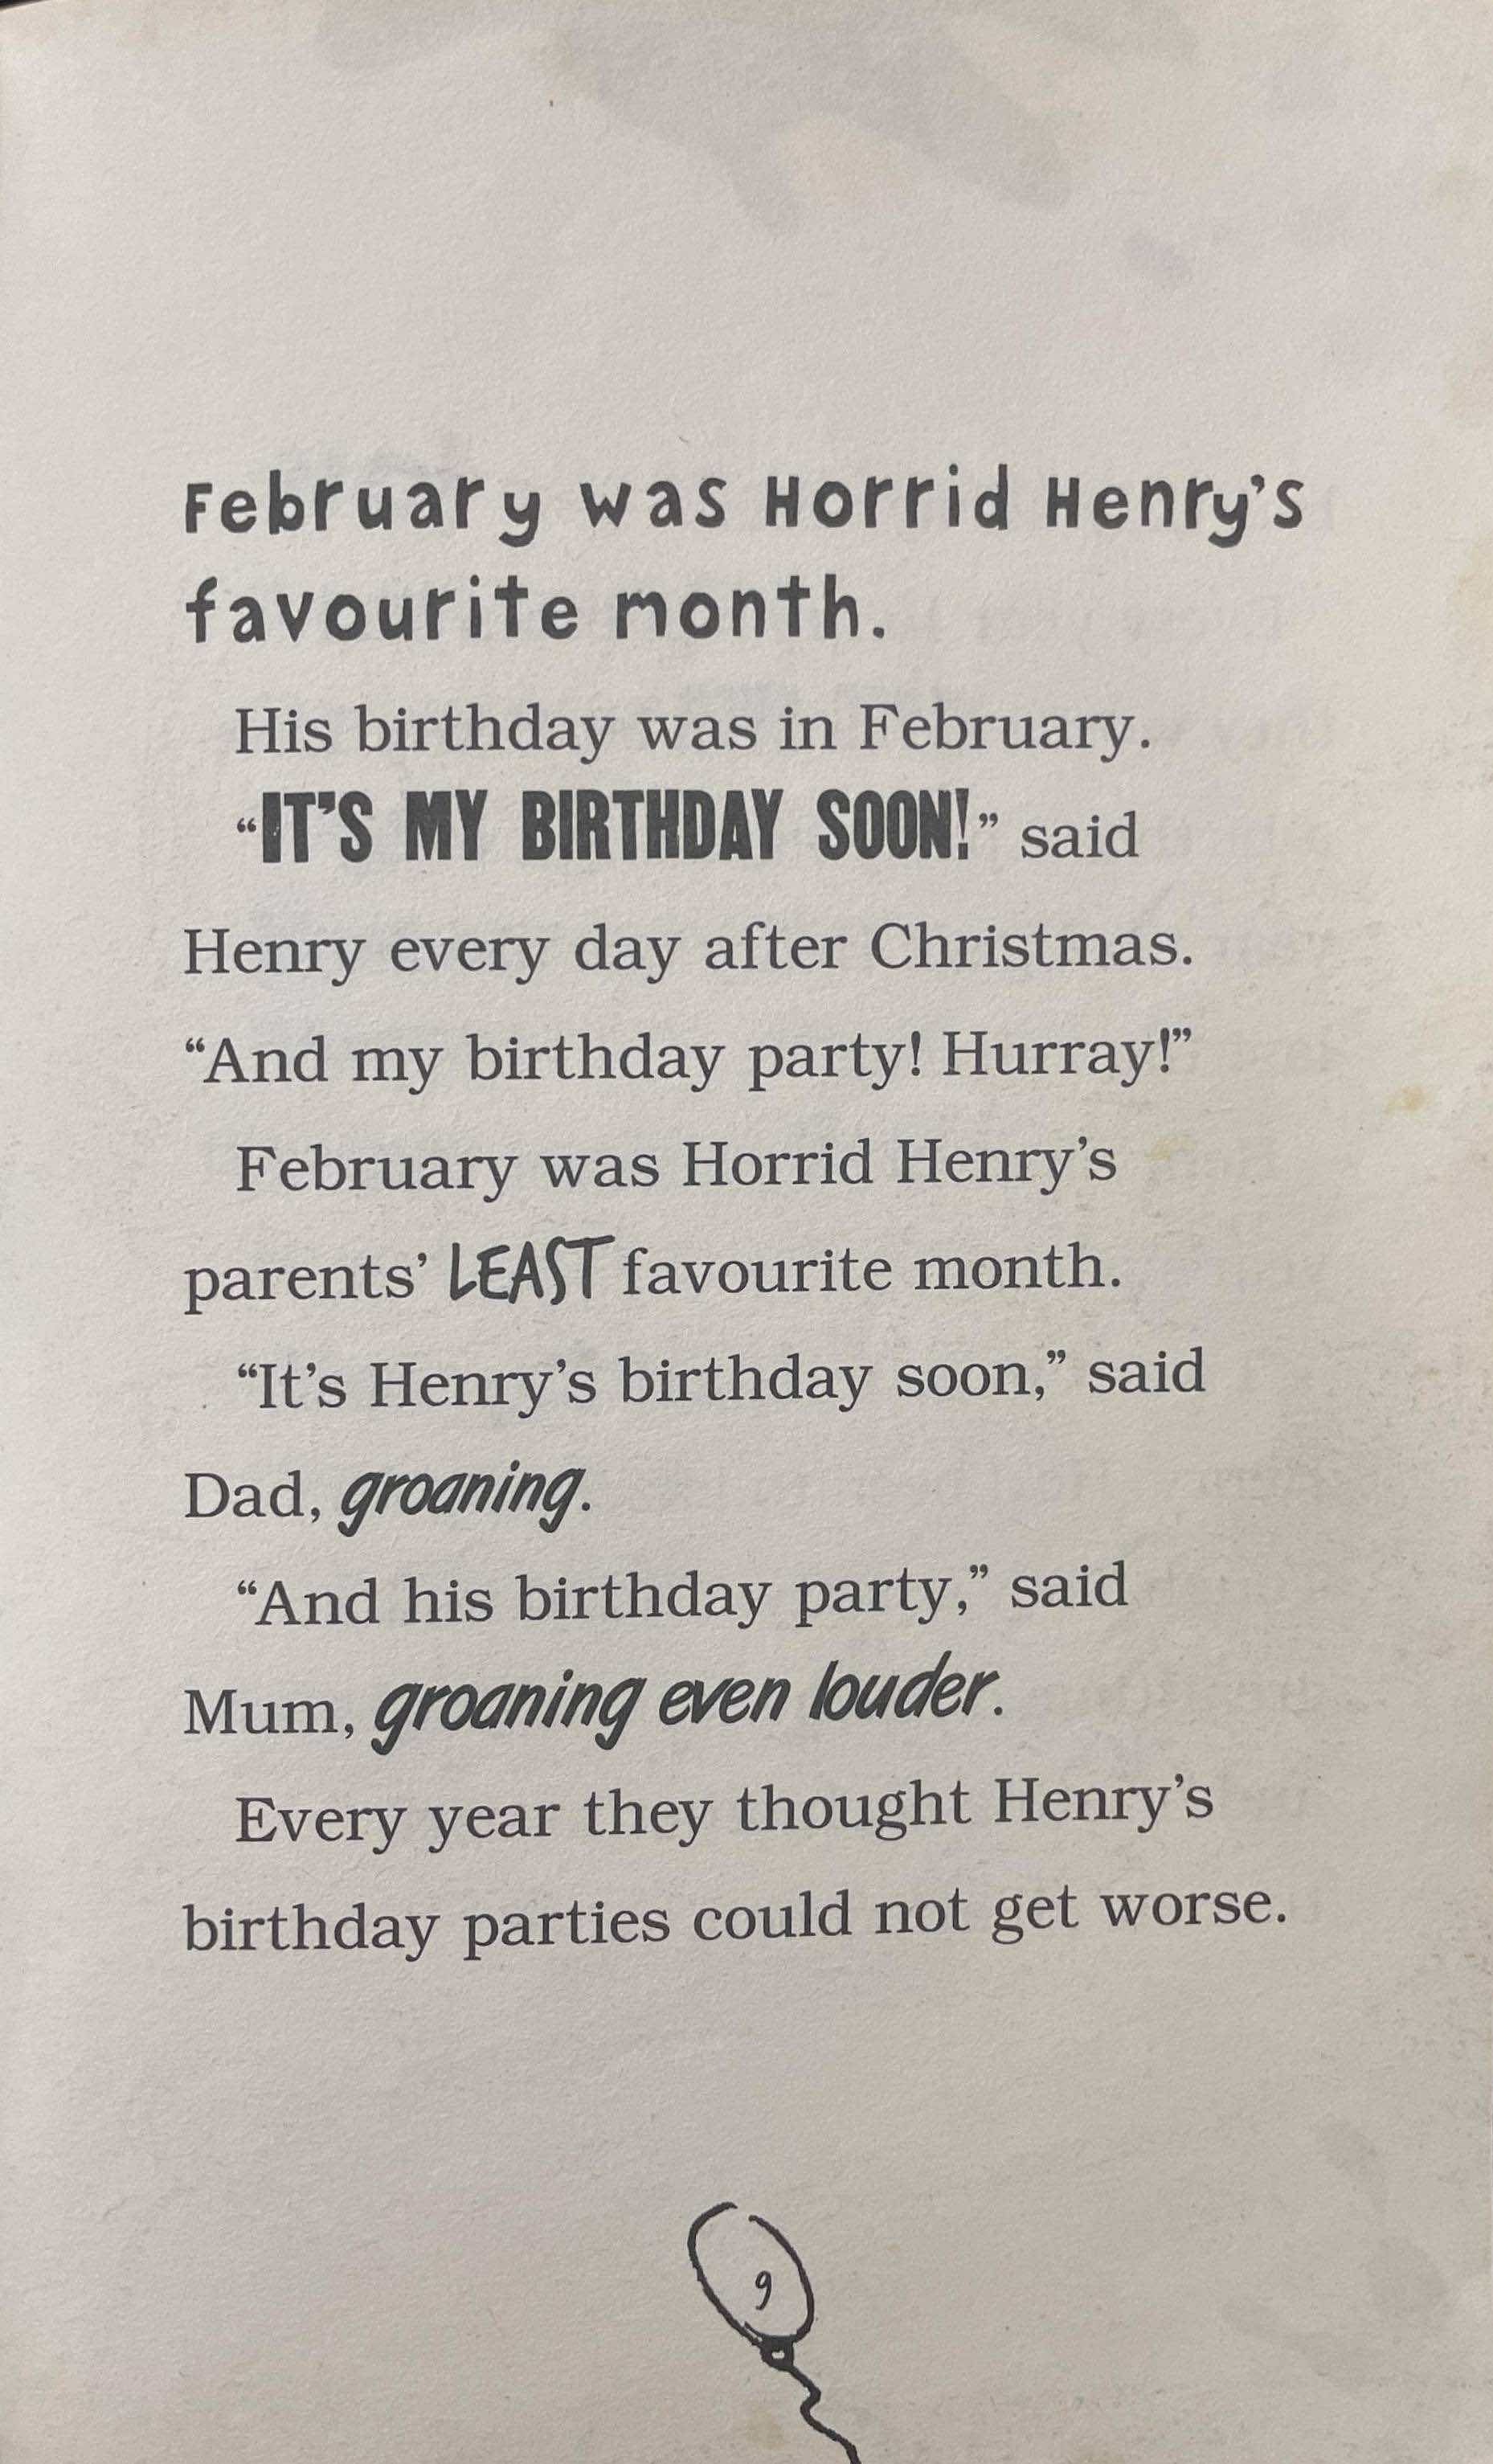 February was Horrid Henry's
favourite month.
His birthday was in February.
“IT'S MY BIRTHDAY SOON!” said
Henry every day after Christmas.
“And my birthday party! Hurray!”
February was Horrid Henry’s
parents’ LEAST favourite month.
“It’s Henry’s birthday soon,” said
Dad, groaning.
“And his birthday party,” said
Mum, groaning even louder.
Every year they thought Henry’s
birthday parties could not get worse.
9